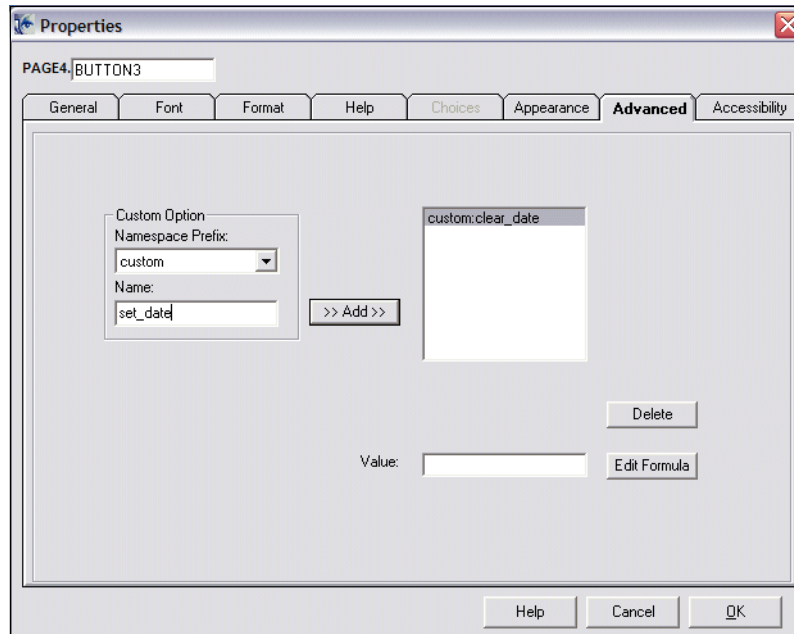 Properties
PAGE4. BUTTON3
General Font Format Help Choices Appearance Advanced Accessibility
Custom Option
Namespace Prefix:
custom
Name:
set_date
>> Add >>
custom:clear_date
Delete
Value:
Edit Formula
Help Cancel OK